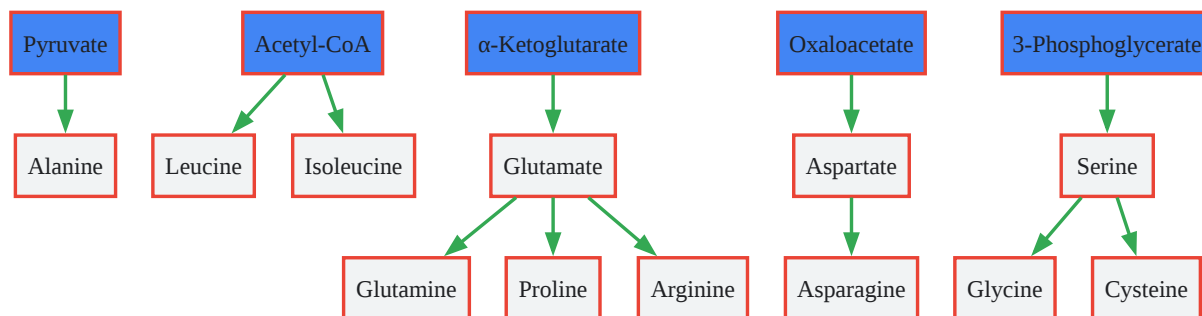 Pyruvate
Acetyl-CoA
α-Ketoglutarate
Oxaloacetate
3-Phosphoglycerate
Alanine
Leucine
Isoleucine
Glutamate
Aspartate
Serine
Glutamine
Proline
Arginine
Asparagine
Glycine
Cysteine